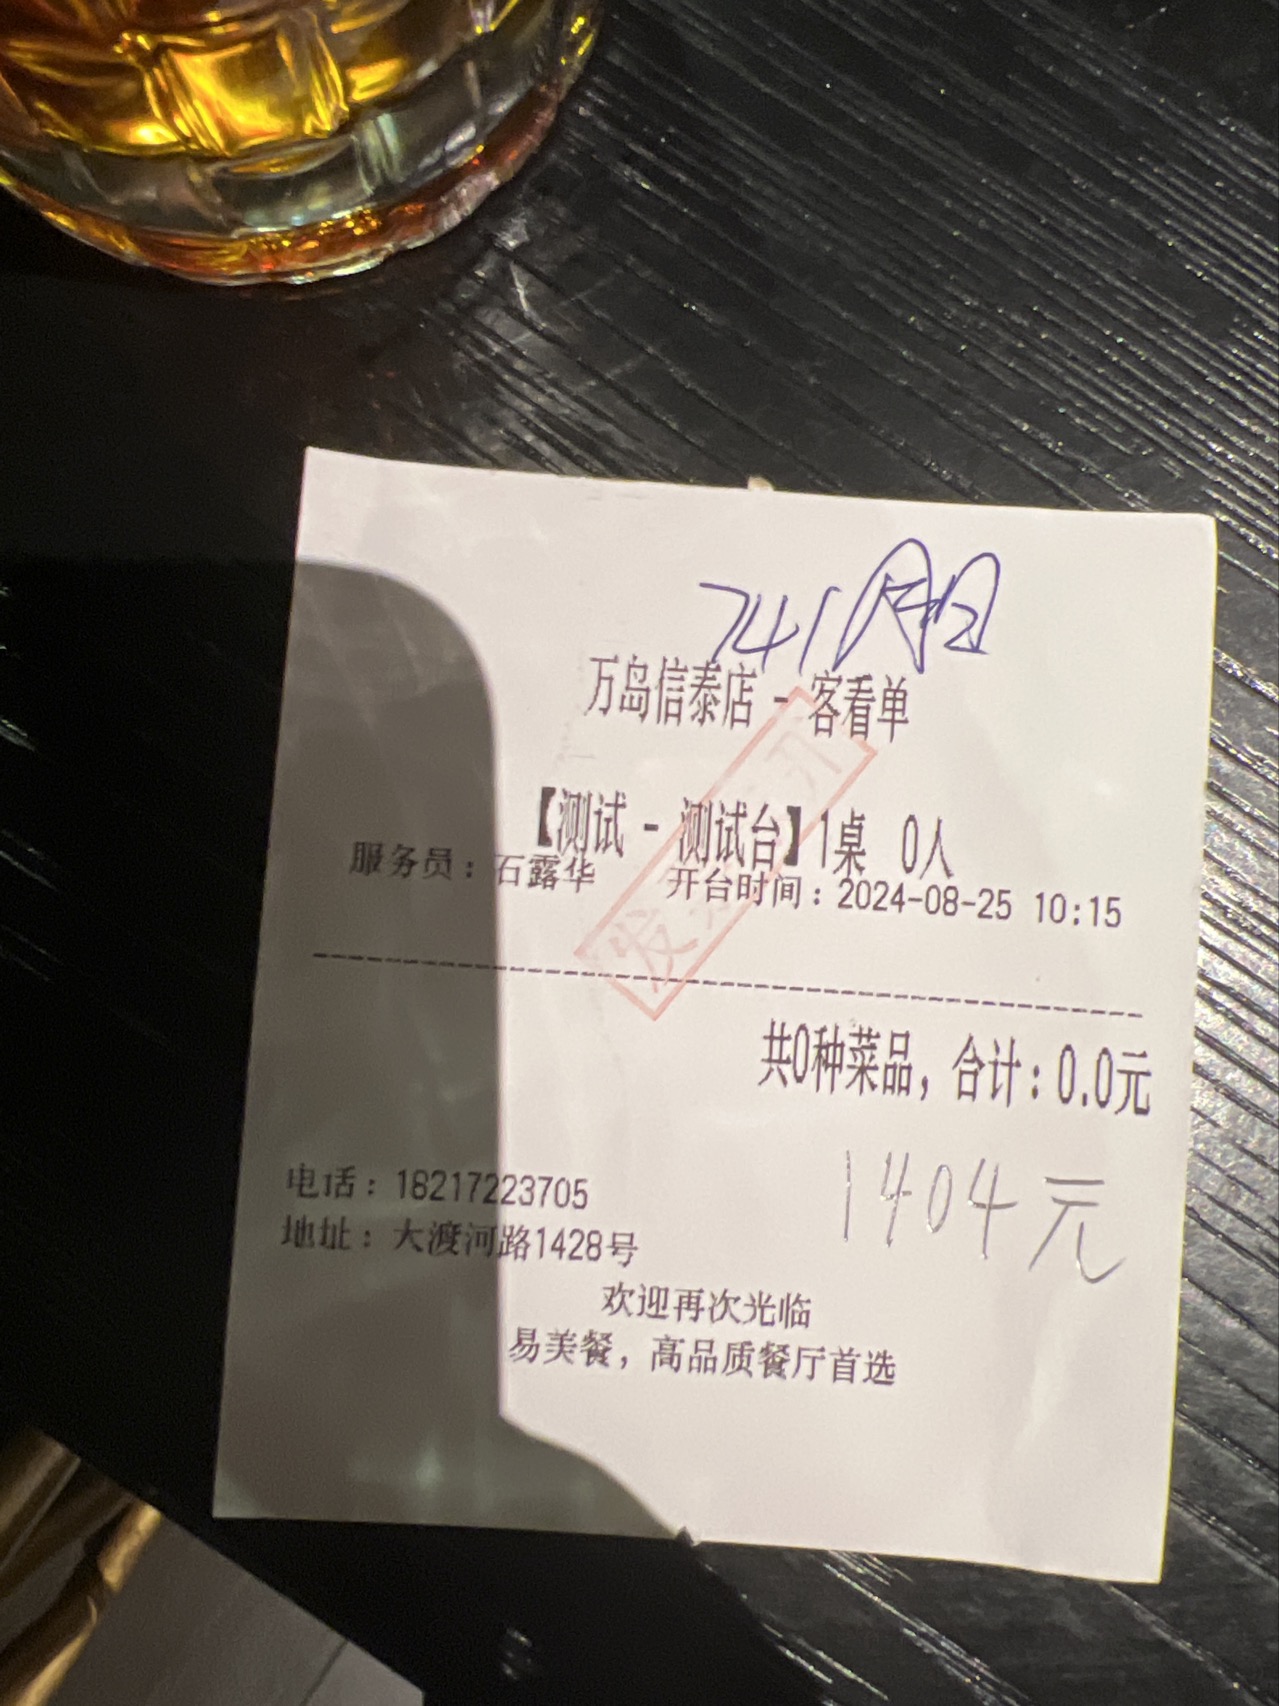 万岛信泰店 - 客看单
【测试 - 测试台】1桌 0人
服务员：石露华 开台时间：2024-08-25 10:15
共0种菜品，合计：0.0元
1404元
电话：18217223705
地址：大渡河路1428号
欢迎再次光临
易美餐，高品质餐厅首选